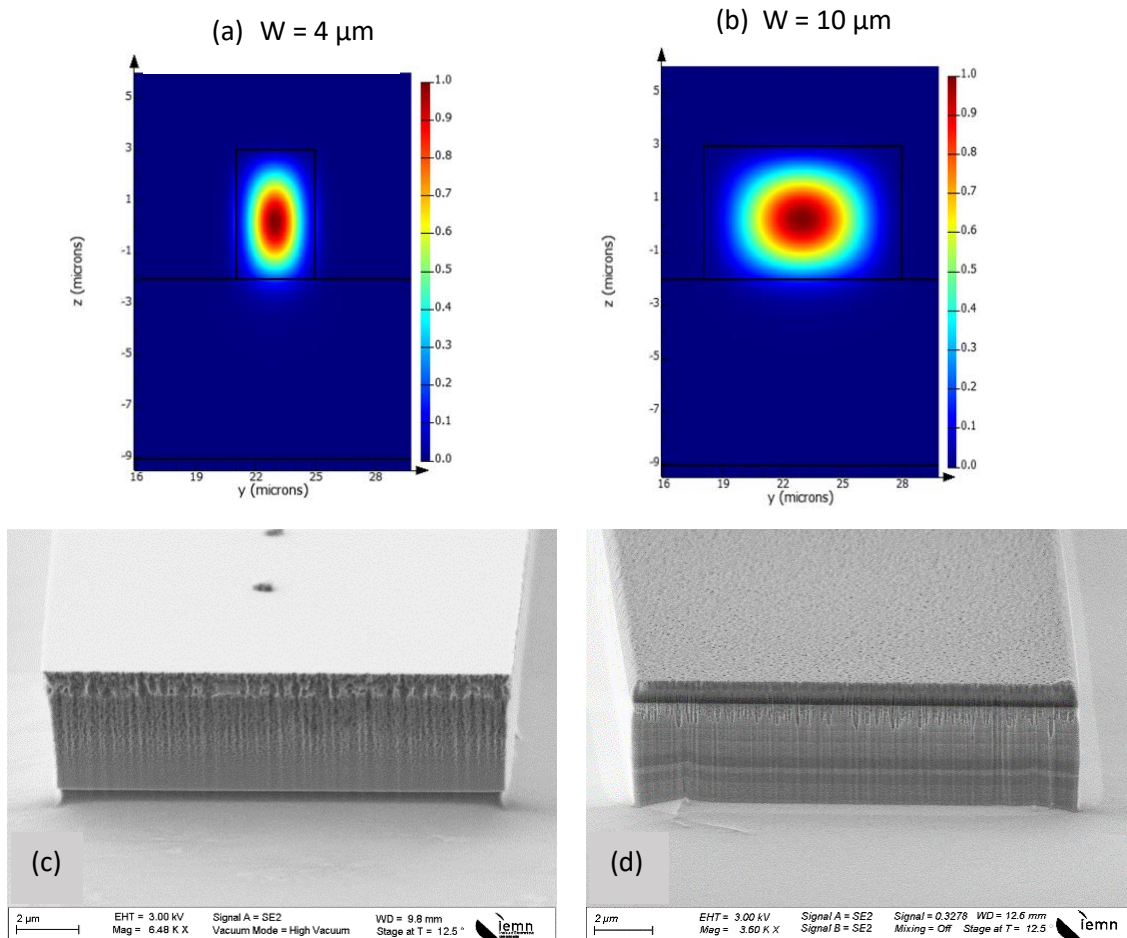 (a) W = 4 µm
(b) W = 10 µm
5
3
1
-1
-3
-5
-7
-9
z (microns)
16
19
22
25
28
y (microns)
1.0
0.9
0.8
0.7
0.6
0.5
0.4
0.3
0.2
0.1
0.0
5
3
1
-1
-3
-5
-7
-9
z (microns)
16
19
22
25
28
y (microns)
1.0
0.9
0.8
0.7
0.6
0.5
0.4
0.3
0.2
0.1
0.0
(c)
2 µm
EHT = 3.00 kV
Mag = 6.48 K X
Signal A = SE2
Vacuum Mode = High Vacuum
WD = 9.8 mm
Stage at T = 12.5 °
iemn
(d)
2 µm
EHT = 3.00 kV
Mag = 3.60 K X
Signal A = SE2
Signal B = SE2
Signal = 0.3278
Mixing = Off
WD = 12.6 mm
Stage at T = 12.5 °
iemn